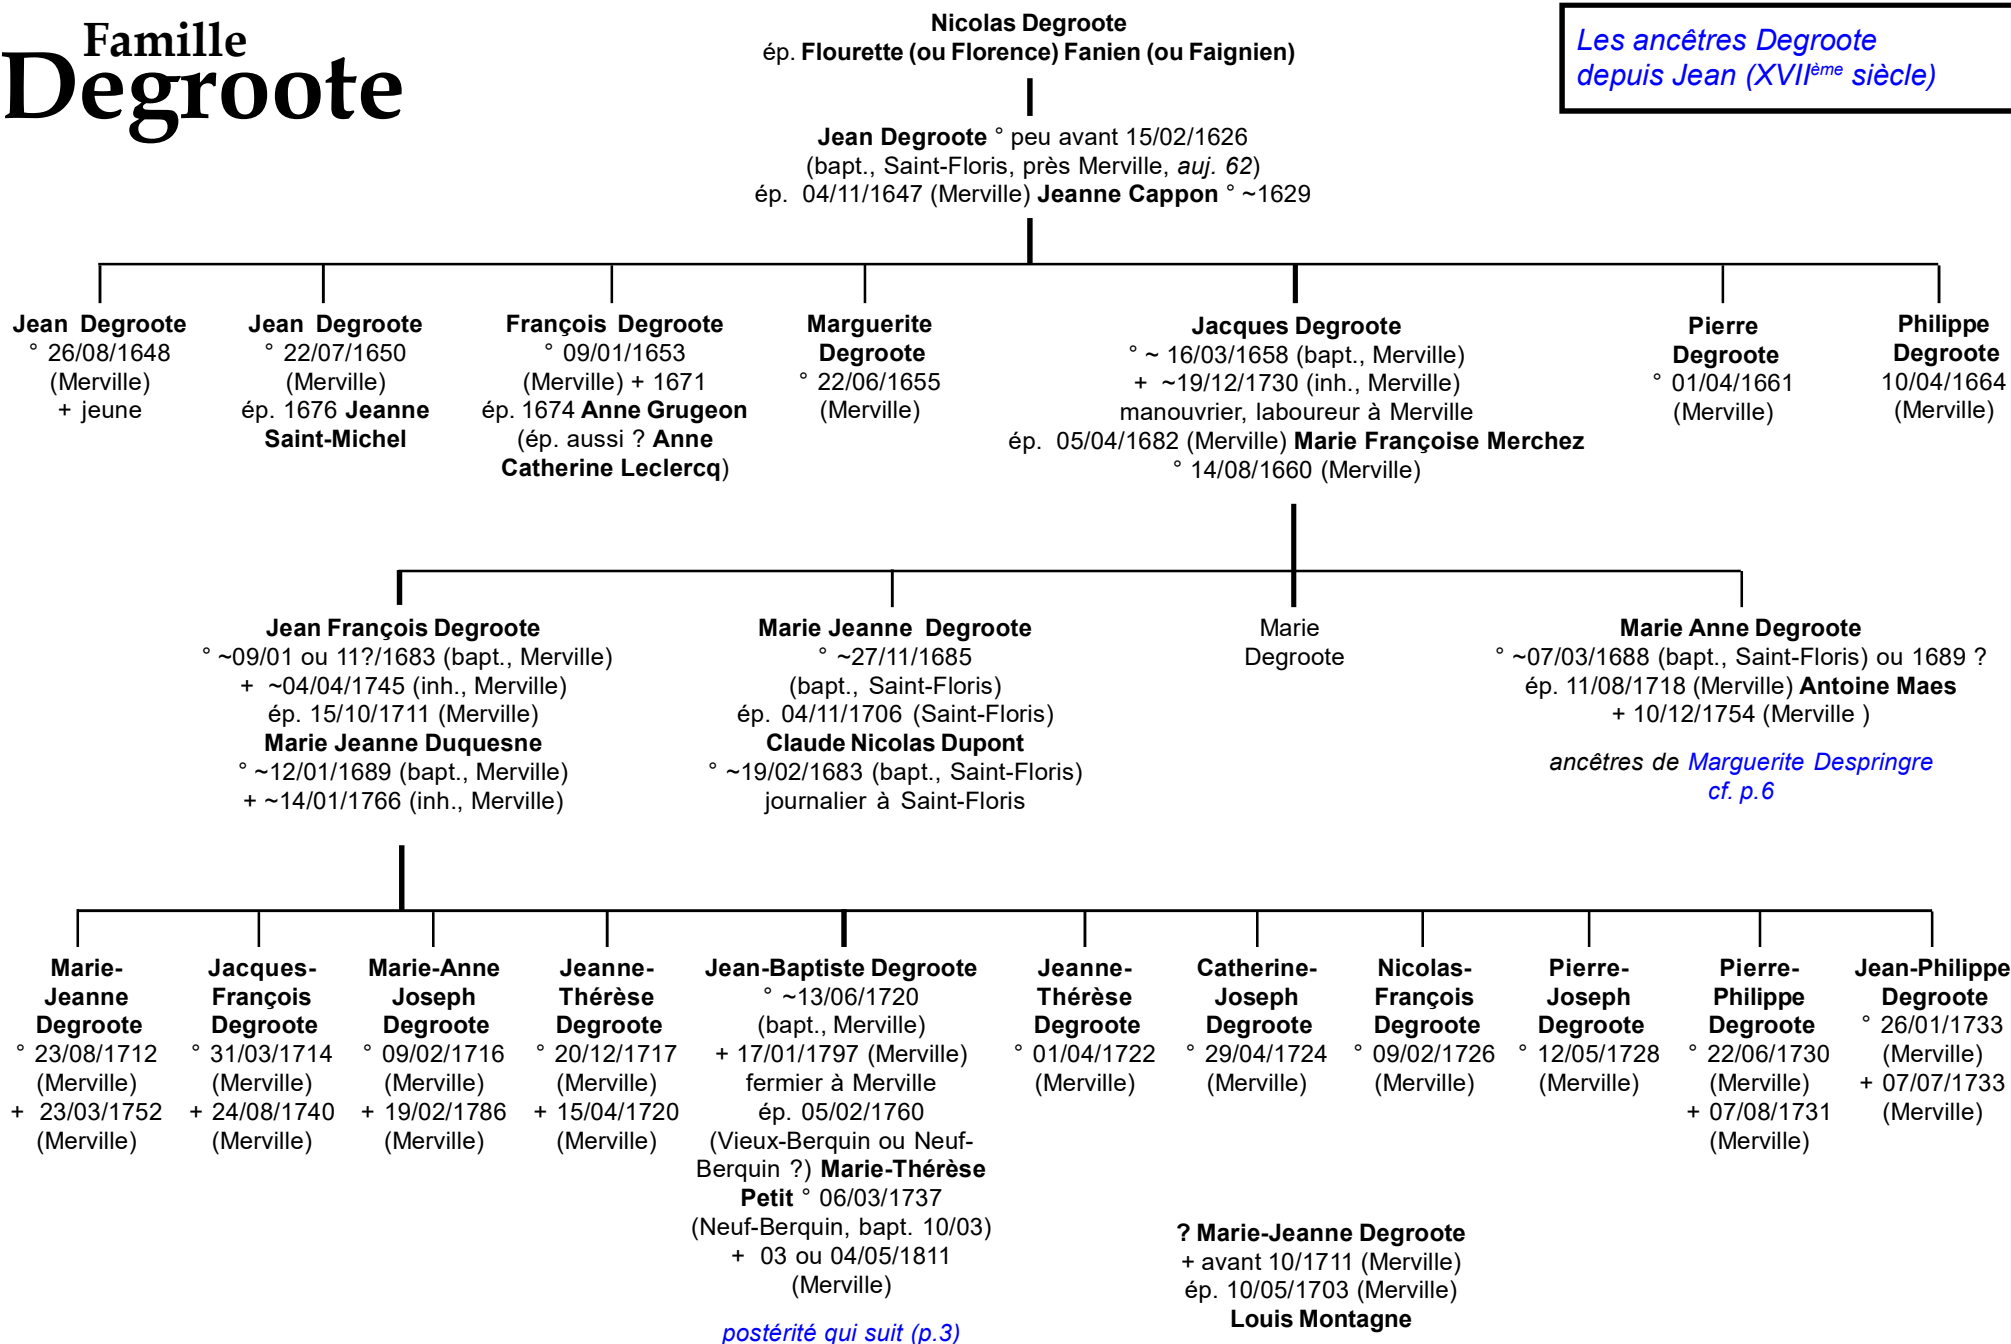 Famille
Degroote
Nicolas Degroote
ép. Flourette (ou Florence) Fanien (ou Faignien)
Les ancêtres Degroote
depuis Jean (XVIIème siècle)
Jean Degroote ° peu avant 15/02/1626
(bapt., Saint-Floris, près Merville, auj. 62)
ép. 04/11/1647 (Merville) Jeanne Cappon ° ~1629
Jean Degroote
° 26/08/1648
(Merville)
+ jeune
Jean Degroote
° 22/07/1650
(Merville)
ép. 1676 Jeanne
Saint-Michel
François Degroote
° 09/01/1653
(Merville) + 1671
ép. 1674 Anne Grugeon
(ép. aussi ? Anne
Catherine Leclercq)
Marguerite
Degroote
° 22/06/1655
(Merville)
Jacques Degroote
° ~ 16/03/1658 (bapt., Merville)
+ ~19/12/1730 (inh., Merville)
manouvrier, laboureur à Merville
ép. 05/04/1682 (Merville) Marie Françoise Merchez
° 14/08/1660 (Merville)
Pierre
Degroote
° 01/04/1661
(Merville)
Philippe
Degroote
10/04/1664
(Merville)
Jean François Degroote
° ~09/01 ou 11?/1683 (bapt., Merville)
+ ~04/04/1745 (inh., Merville)
ép. 15/10/1711 (Merville)
Marie Jeanne Duquesne
° ~12/01/1689 (bapt., Merville)
+ ~14/01/1766 (inh., Merville)
Marie Jeanne Degroote
° ~27/11/1685
(bapt., Saint-Floris)
ép. 04/11/1706 (Saint-Floris)
Claude Nicolas Dupont
° ~19/02/1683 (bapt., Saint-Floris)
journalier à Saint-Floris
Marie
Degroote
Marie Anne Degroote
° ~07/03/1688 (bapt., Saint-Floris) ou 1689 ?
ép. 11/08/1718 (Merville) Antoine Maes
+ 10/12/1754 (Merville )
ancêtres de Marguerite Despringre
cf. p.6
Marie-
Jeanne
Degroote
° 23/08/1712
(Merville)
+ 23/03/1752
(Merville)
Jacques-
François
Degroote
° 31/03/1714
(Merville)
+ 24/08/1740
(Merville)
Marie-Anne
Joseph
Degroote
° 09/02/1716
(Merville)
+ 19/02/1786
(Merville)
Jeanne-
Thérèse
Degroote
° 20/12/1717
(Merville)
+ 15/04/1720
(Merville)
Jean-Baptiste Degroote
° ~13/06/1720
(bapt., Merville)
+ 17/01/1797 (Merville)
fermier à Merville
ép. 05/02/1760
(Vieux-Berquin ou Neuf-
Berquin ?) Marie-Thérèse
Petit ° 06/03/1737
(Neuf-Berquin, bapt. 10/03)
+ 03 ou 04/05/1811
(Merville)
postérité qui suit (p.3)
Jeanne-
Thérèse
Degroote
° 01/04/1722
(Merville)
Catherine-
Joseph
Degroote
° 29/04/1724
(Merville)
Nicolas-
François
Degroote
° 09/02/1726
(Merville)
Pierre-
Joseph
Degroote
° 12/05/1728
(Merville)
Pierre-
Philippe
Degroote
° 22/06/1730
(Merville)
+ 07/08/1731
(Merville)
Jean-Philippe
Degroote
° 26/01/1733
(Merville)
+ 07/07/1733
(Merville)
? Marie-Jeanne Degroote
+ avant 10/1711 (Merville)
ép. 10/05/1703 (Merville)
Louis Montagne